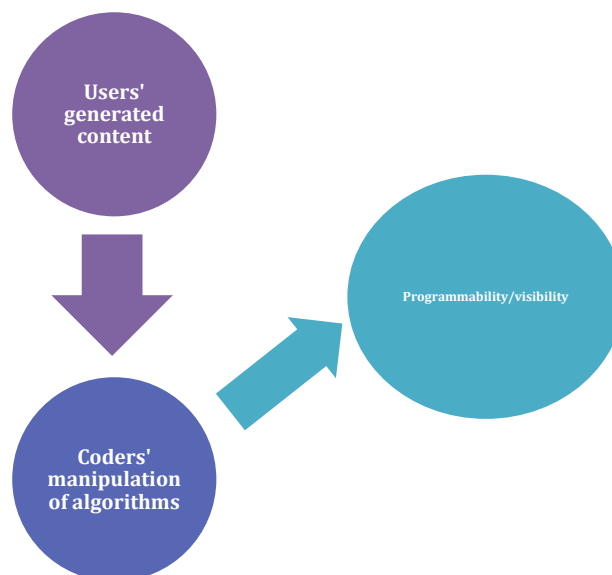 Users'
generated
content
Programmability/visibility
Coders'
manipulation
of algorithms